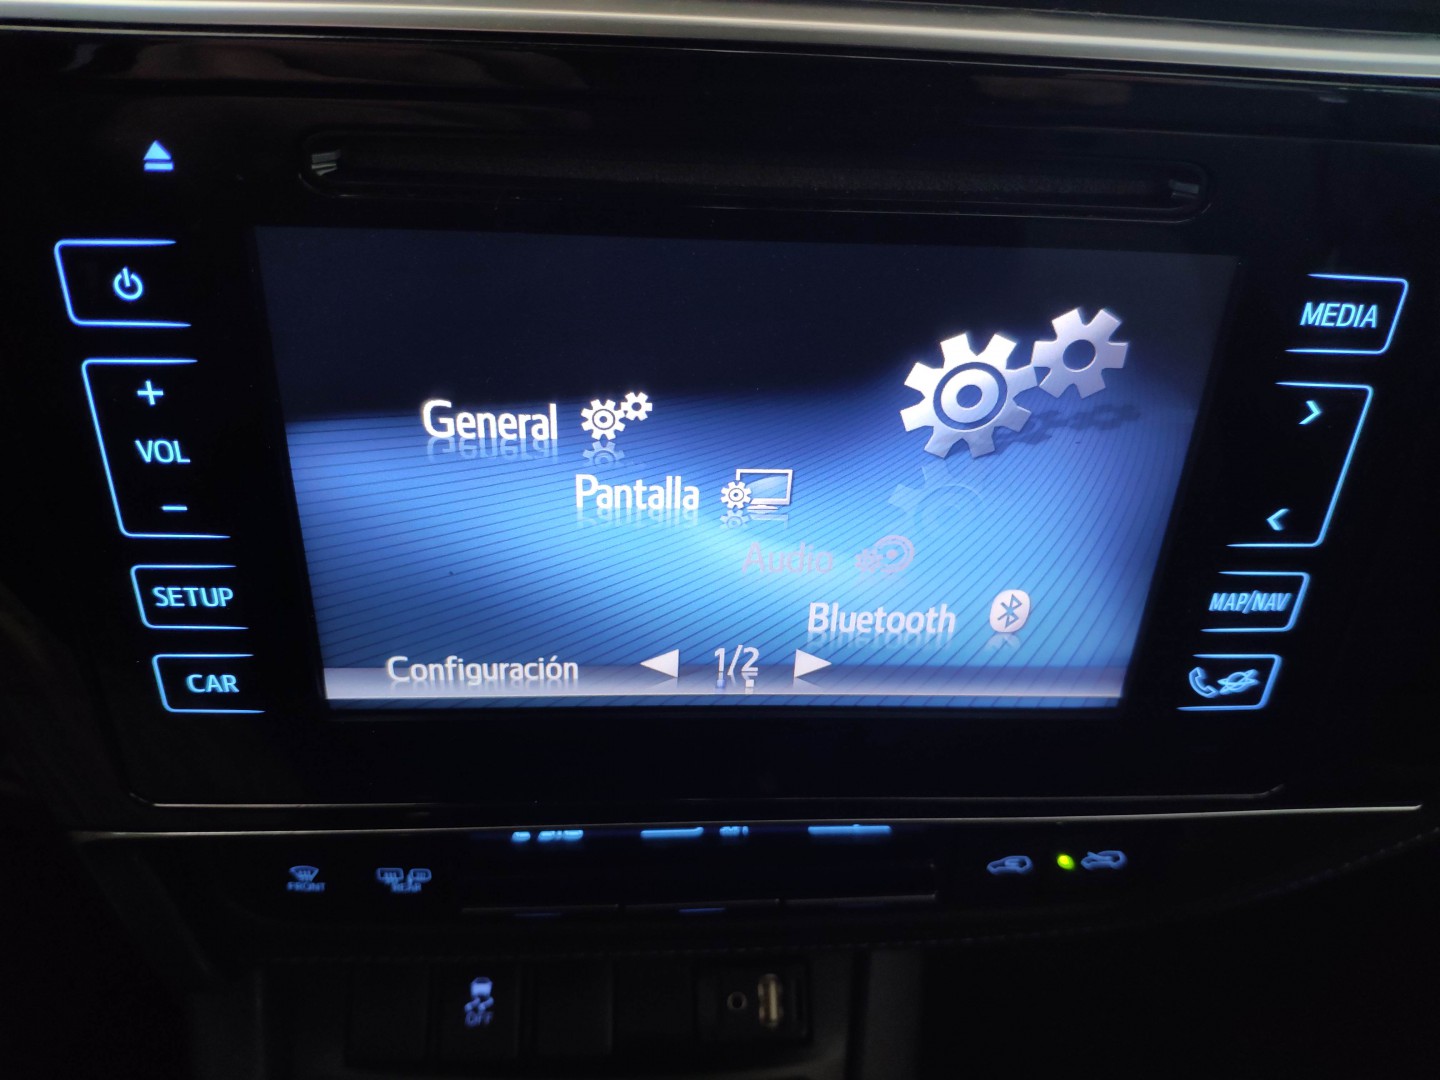 MEDIA
General
+
VOL
-
Pantalla
Audio
SETUP
Bluetooth
MAP/NAV
Configuración
1/2
CAR
FRONT
REAR
OFF